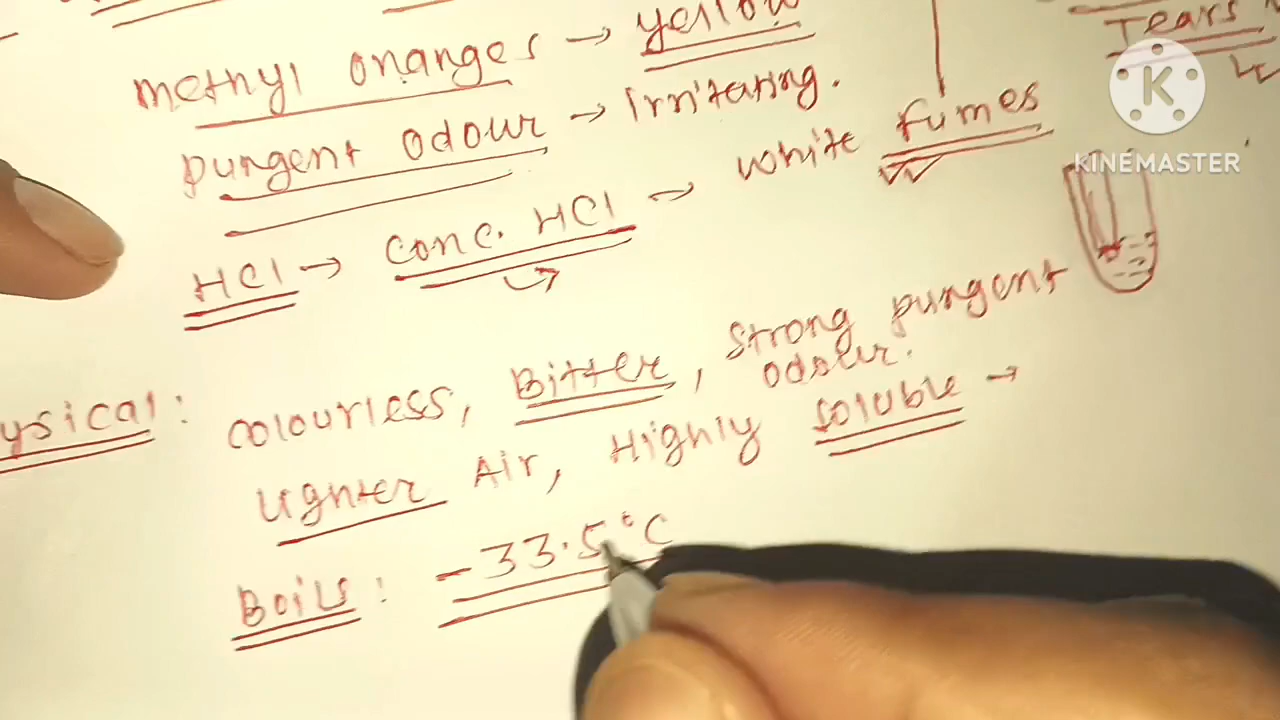 methyl oranges → yellow
Tears
pungent odour → Irritating.
HCl → conc. HCl → white fumes
KINEMASTER
ysical: colourless, Bitter, strong pungent odour.
Lighter Air, Highly soluble →
Boils: -33.5°C